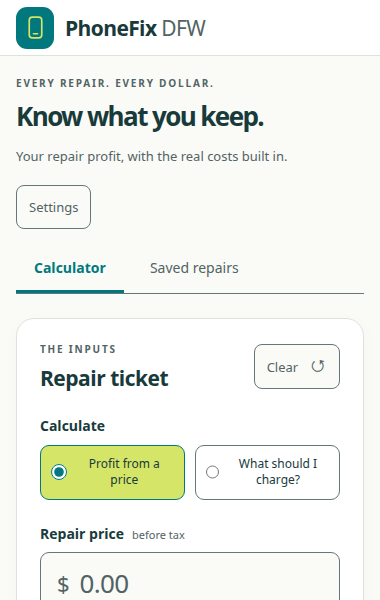 PhoneFix DFW
EVERY REPAIR. EVERY DOLLAR.
Know what you keep.
Your repair profit, with the real costs built in.
Settings
Calculator
Saved repairs
THE INPUTS
Repair ticket
Clear
Calculate
Profit from a
price
What should I
charge?
Repair price before tax
$ 0.00